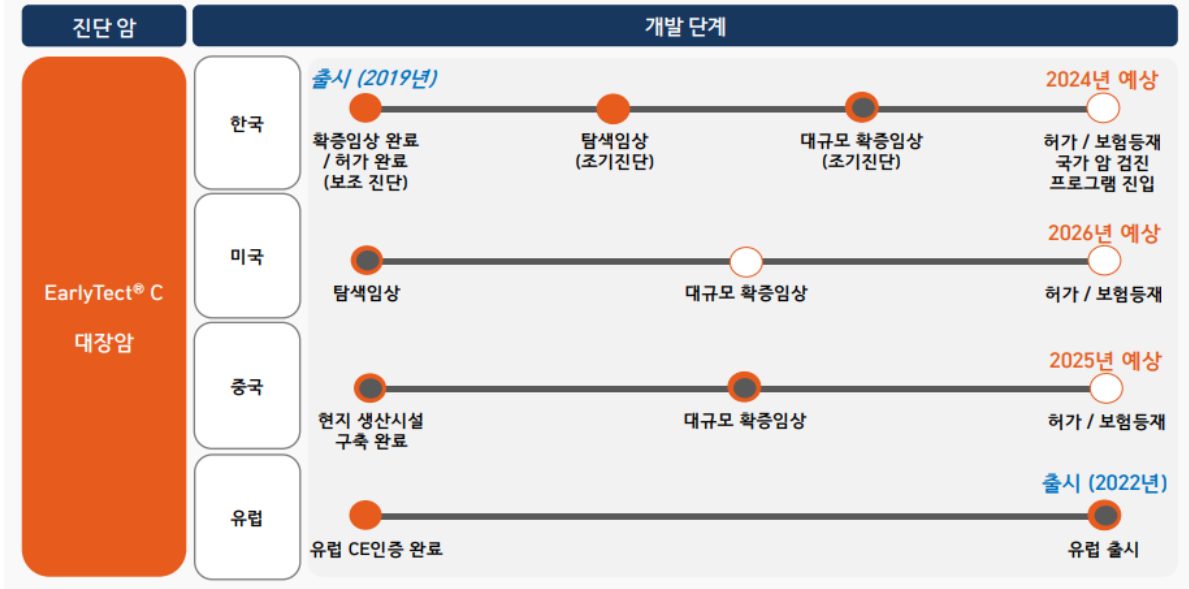 진단 암
개발 단계
EarlyTect® C
대장암
한국
출시 (2019년)
2024년 예상
확증임상 완료
/ 허가 완료
(보조 진단)
탐색임상
(조기진단)
대규모 확증임상
(조기진단)
허가 / 보험등재
국가 암 검진
프로그램 진입
미국
2026년 예상
탐색임상
대규모 확증임상
허가 / 보험등재
중국
2025년 예상
현지 생산시설
구축 완료
대규모 확증임상
허가 / 보험등재
유럽
출시 (2022년)
유럽 CE인증 완료
유럽 출시